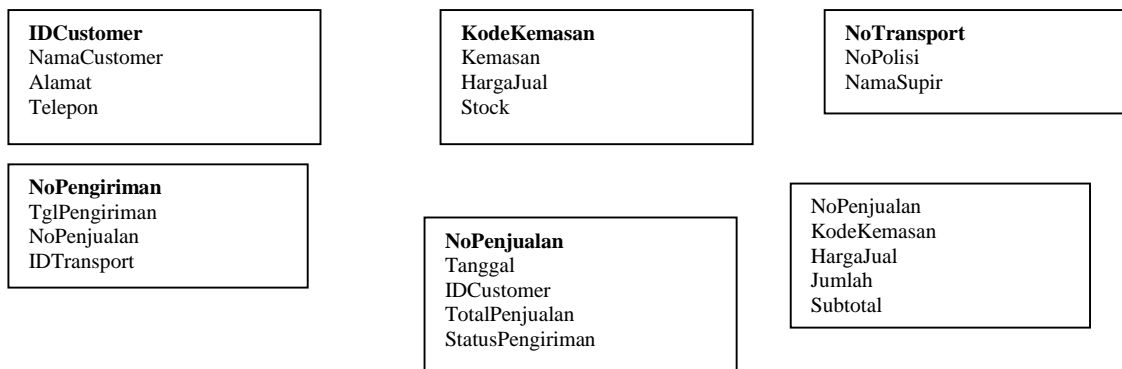 IDCustomer
NamaCustomer
Alamat
Telepon
KodeKemasan
Kemasan
HargaJual
Stock
NoTransport
NoPolisi
NamaSupir
NoPengiriman
TglPengiriman
NoPenjualan
IDTransport
NoPenjualan
Tanggal
IDCustomer
TotalPenjualan
StatusPengiriman
NoPenjualan
KodeKemasan
HargaJual
Jumlah
Subtotal